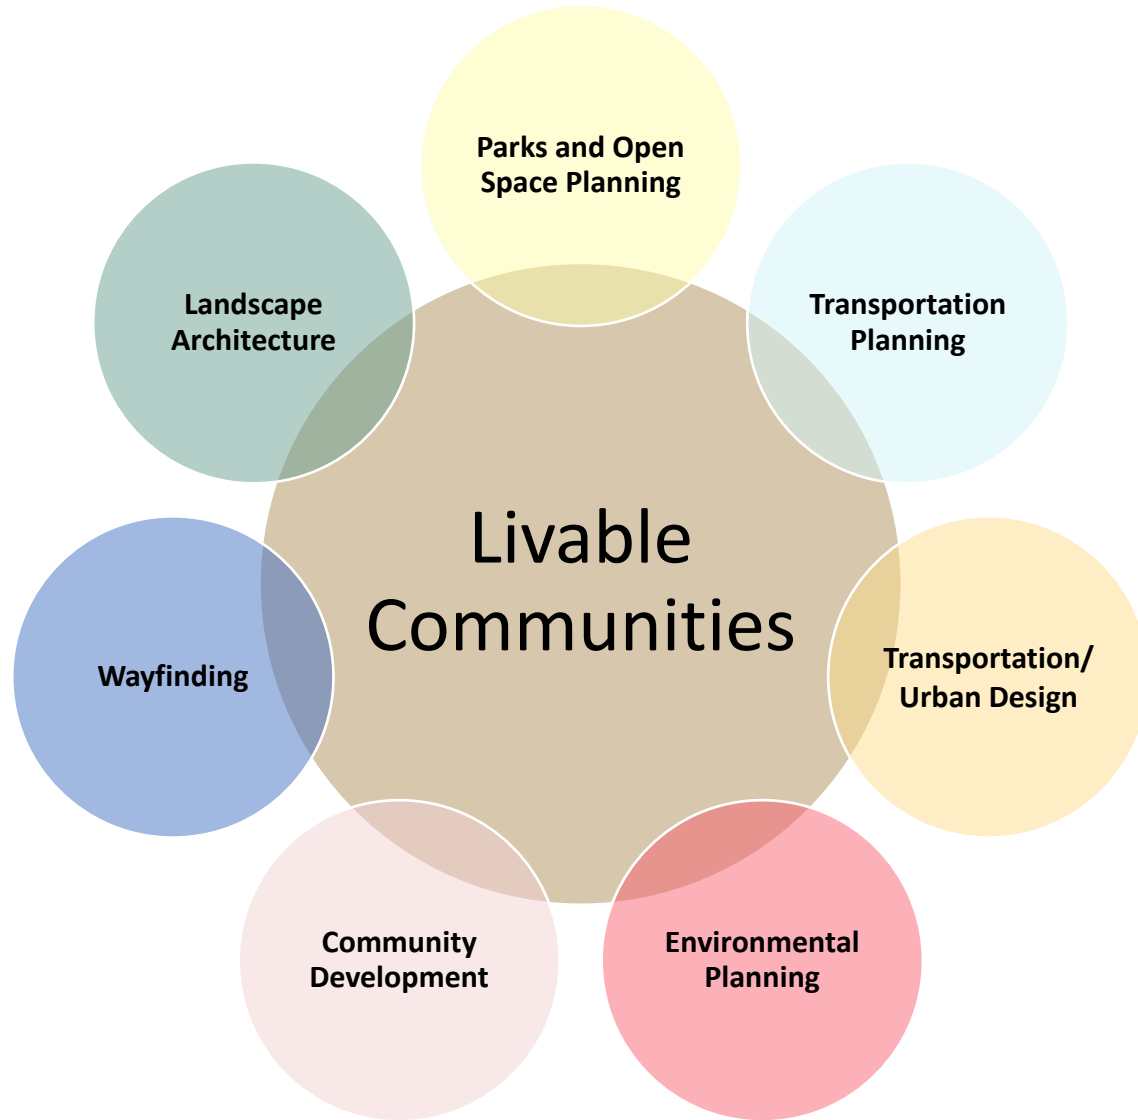 Parks and Open
Space Planning
Landscape
Architecture
Transportation
Planning
Livable
Communities
Wayfinding
Transportation/
Urban Design
Community
Development
Environmental
Planning